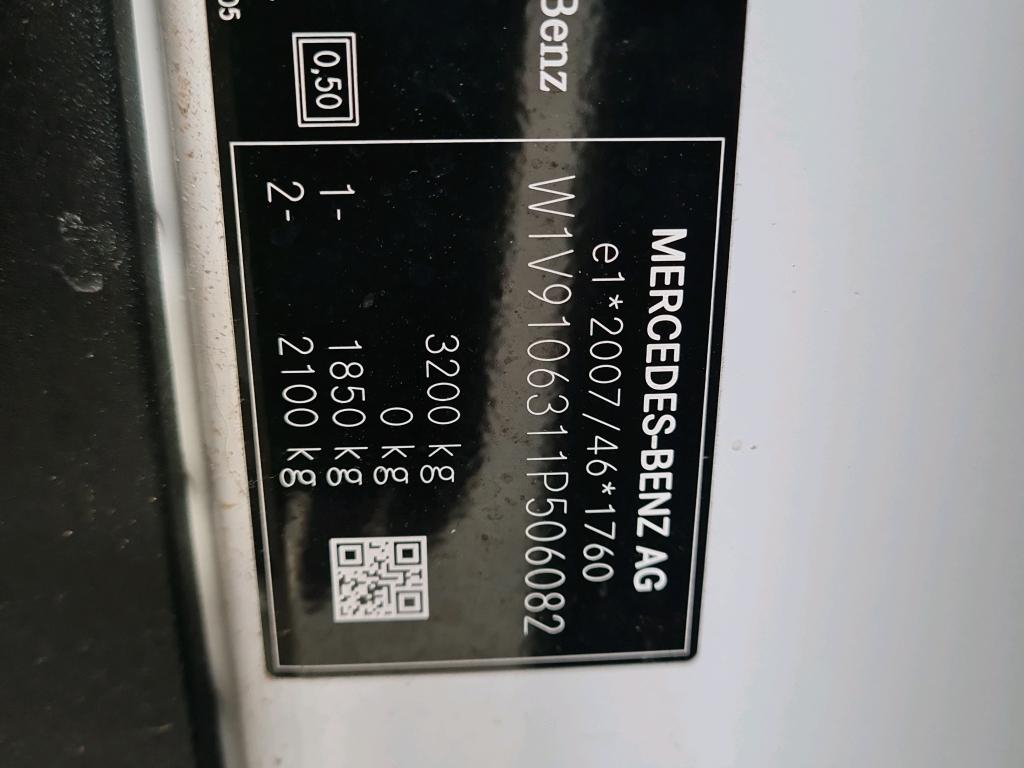 Benz
0,50
05
MERCEDES-BENZ AG
e1*2007/46*1760
W1V9106311P506082
3200 kg
0 kg
1- 1850 kg
2- 2100 kg